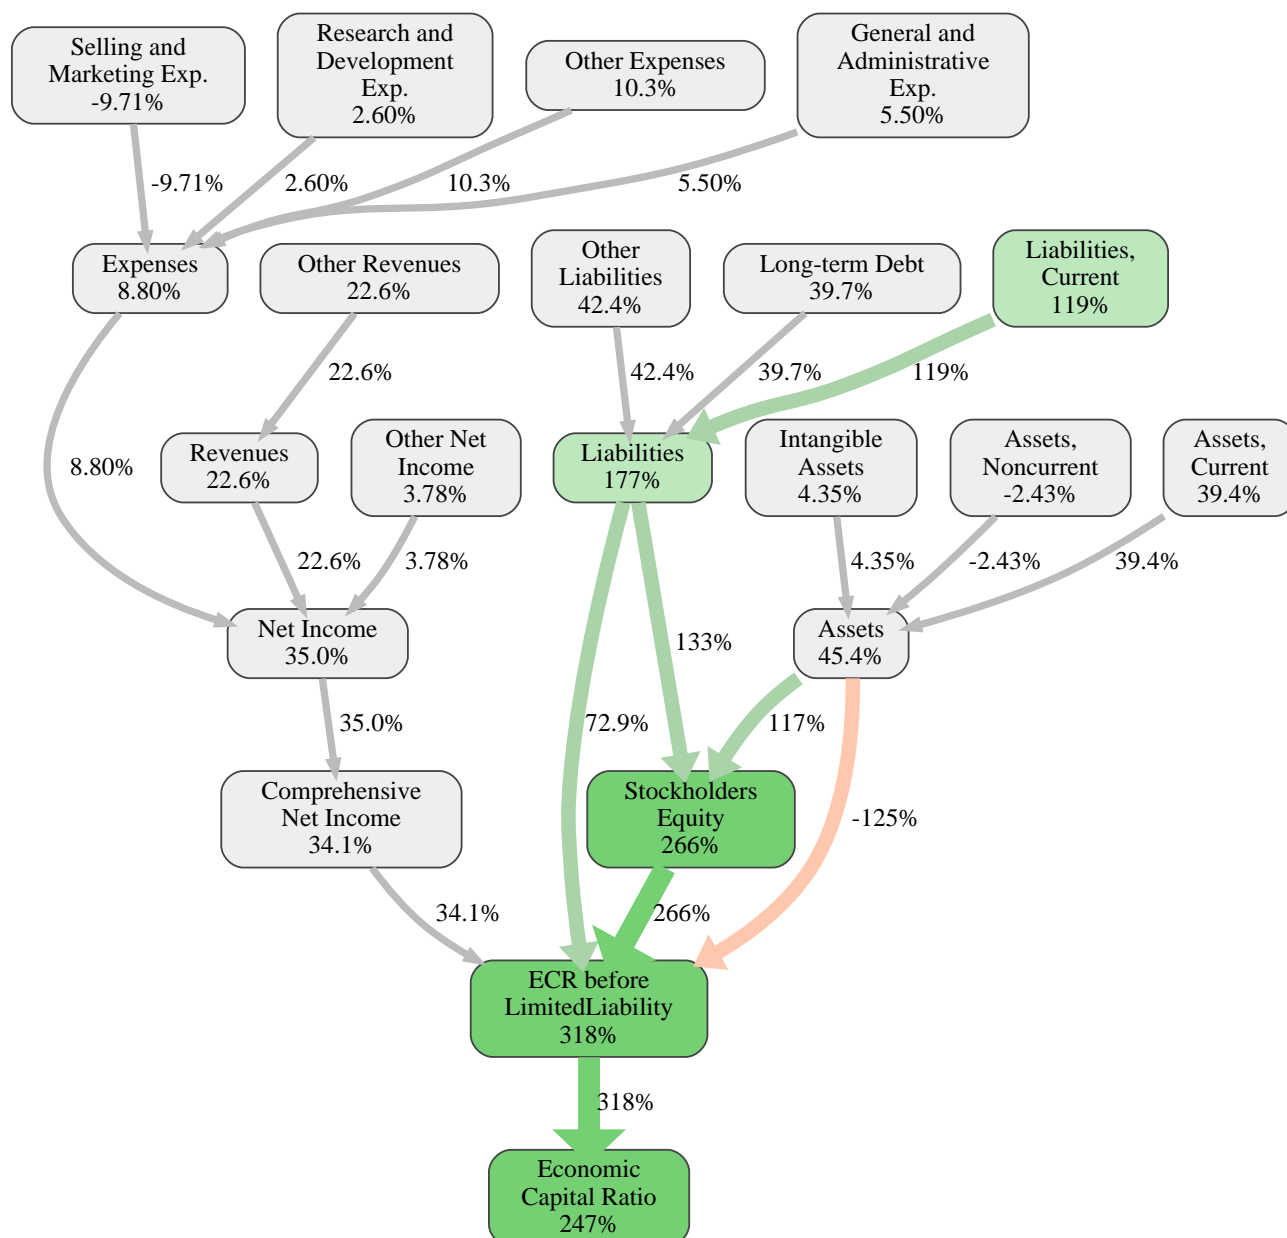 Selling and
Marketing Exp.
-9.71%
Research and
Development
Exp.
2.60%
Other Expenses
10.3%
General and
Administrative
Exp.
5.50%
-9.71%
2.60%
10.3%
5.50%
Expenses
8.80%
Other Revenues
22.6%
Other
Liabilities
42.4%
Long-term Debt
39.7%
Liabilities,
Current
119%
22.6%
42.4%
39.7%
119%
8.80%
Revenues
22.6%
Other Net
Income
3.78%
Liabilities
177%
Intangible
Assets
4.35%
Assets,
Noncurrent
-2.43%
Assets,
Current
39.4%
22.6%
3.78%
4.35%
-2.43%
39.4%
Net Income
35.0%
133%
Assets
45.4%
35.0%
72.9%
117%
Comprehensive
Net Income
34.1%
Stockholders
Equity
266%
-125%
34.1%
266%
ECR before
LimitedLiability
318%
318%
Economic
Capital Ratio
247%